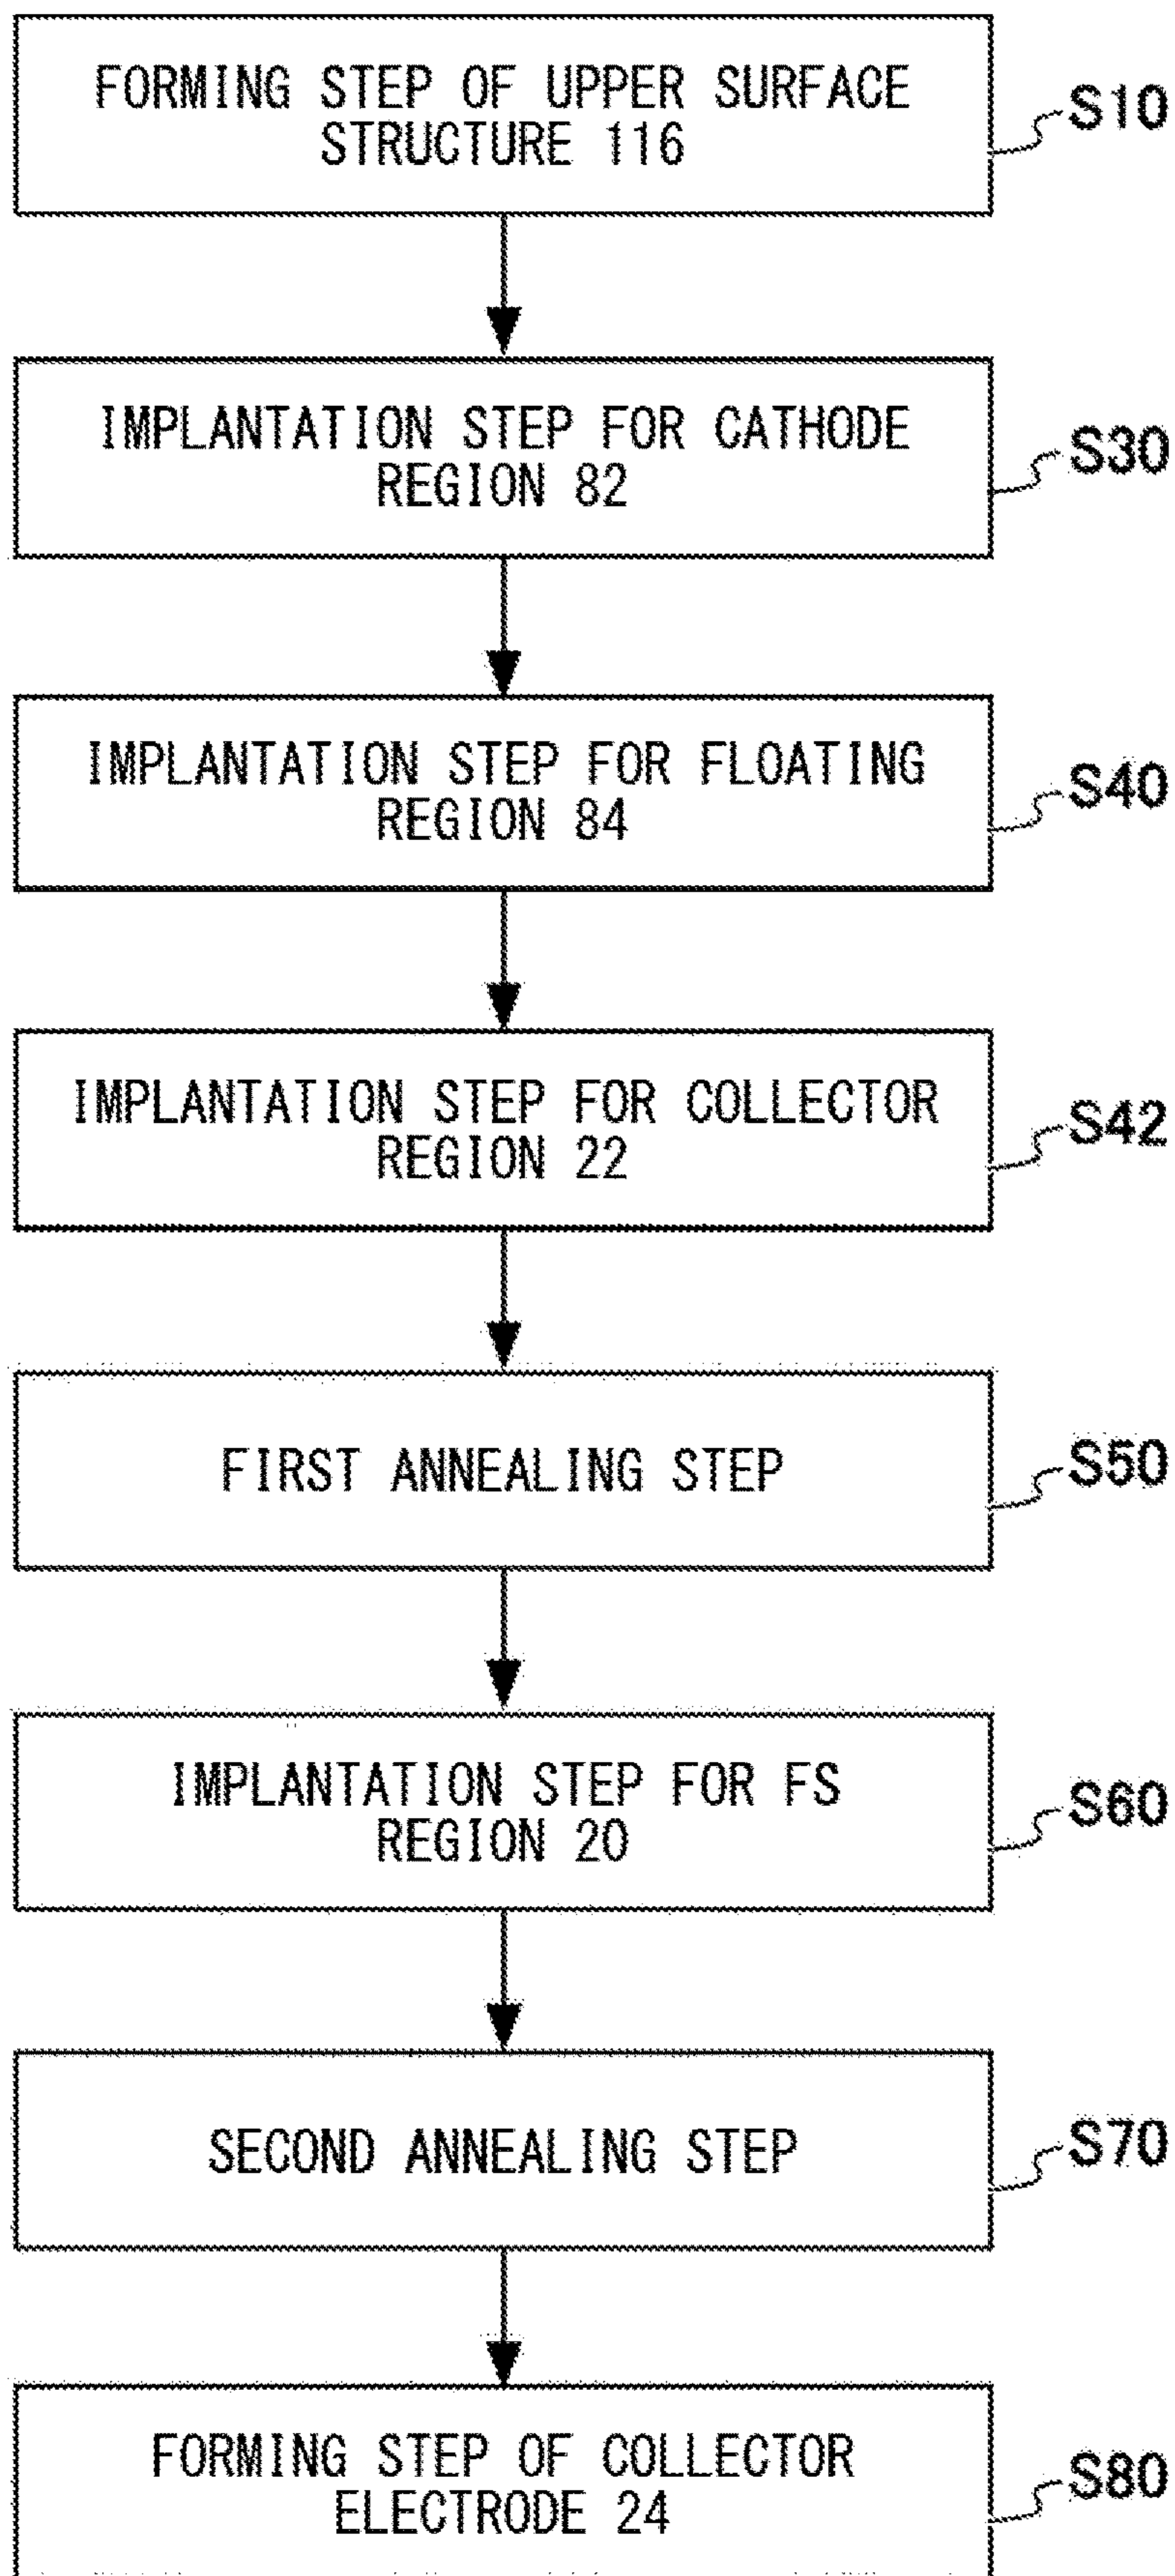 FORMING STEP OF UPPER SURFACE
STRUCTURE 116
S10
IMPLANTATION STEP FOR CATHODE
REGION 82
S30
IMPLANTATION STEP FOR FLOATING
REGION 84
S40
IMPLANTATION STEP FOR COLLECTOR
REGION 22
S42
FIRST ANNEALING STEP
S50
IMPLANTATION STEP FOR FS
REGION 20
S60
SECOND ANNEALING STEP
S70
FORMING STEP OF COLLECTOR
ELECTRODE 24
S80